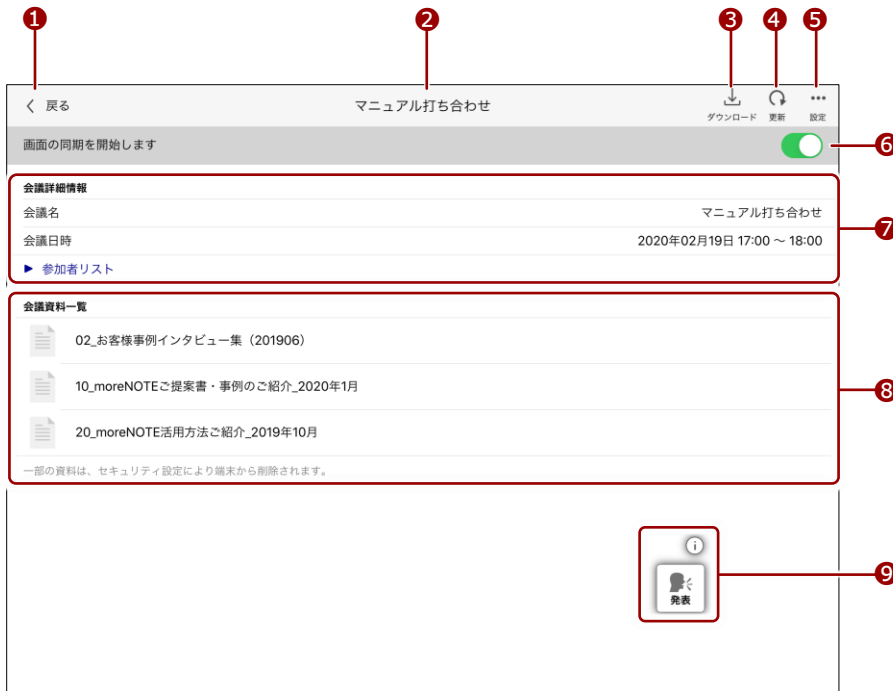 1 2 3 4 5
戻る マニュアル打ち合わせ ダウンロード 更新 設定
画面の同期を開始します 6
会議詳細情報
会議名 マニュアル打ち合わせ 7
会議日時 2020年02月19日 17:00 ～ 18:00
▶ 参加者リスト
会議資料一覧
02_お客様事例インタビュー集（201906）
10_moreNOTEご提案書・事例のご紹介_2020年1月 8
20_moreNOTE活用方法ご紹介_2019年10月
一部の資料は、セキュリティ設定により端末から削除されます。
i
発表 9